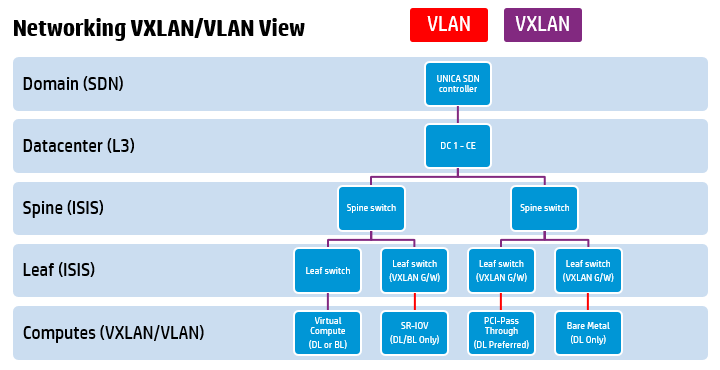 Networking VXLAN/VLAN View
VLAN
VXLAN
Domain (SDN)
UNICA SDN
controller
Datacenter (L3)
DC 1 - CE
Spine (ISIS)
Spine switch
Spine switch
Leaf (ISIS)
Leaf switch
Leaf switch
(VXLAN G/W)
Leaf switch
(VXLAN G/W)
Leaf switch
(VXLAN G/W)
Computes (VXLAN/VLAN)
Virtual
Compute
(DL or BL)
SR-IOV
(DL/BL Only)
PCI-Pass
Through
(DL Preferred)
Bare Metal
(DL Only)